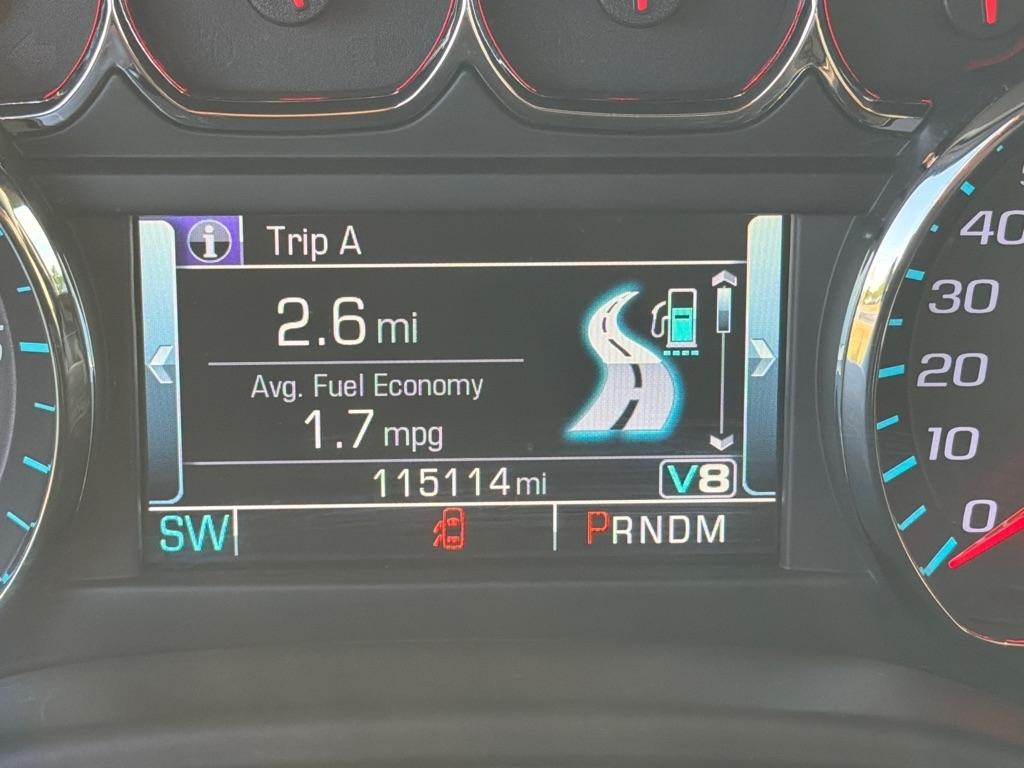 Trip A
2.6 mi
Avg. Fuel Economy
1.7 mpg
115114 mi
V8
SW
PRNDM
40
30
20
10
0